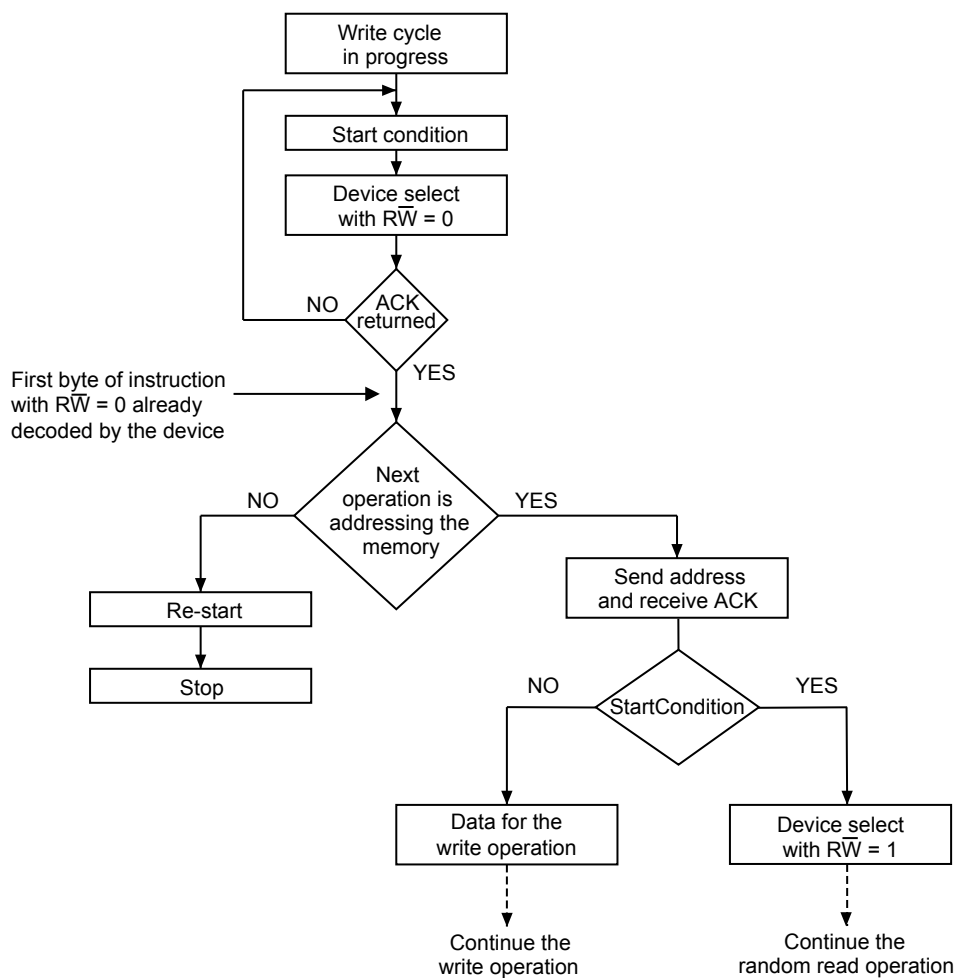 Write cycle
in progress
Start condition
Device select
with RW̅ = 0
NO
ACK
returned
YES
First byte of instruction
with RW̅ = 0 already
decoded by the device
NO
Next
operation is
addressing the
memory
YES
Send address
and receive ACK
Re-start
Stop
NO
StartCondition
YES
Data for the
write operation
Device select
with RW̅ = 1
Continue the
write operation
Continue the
random read operation